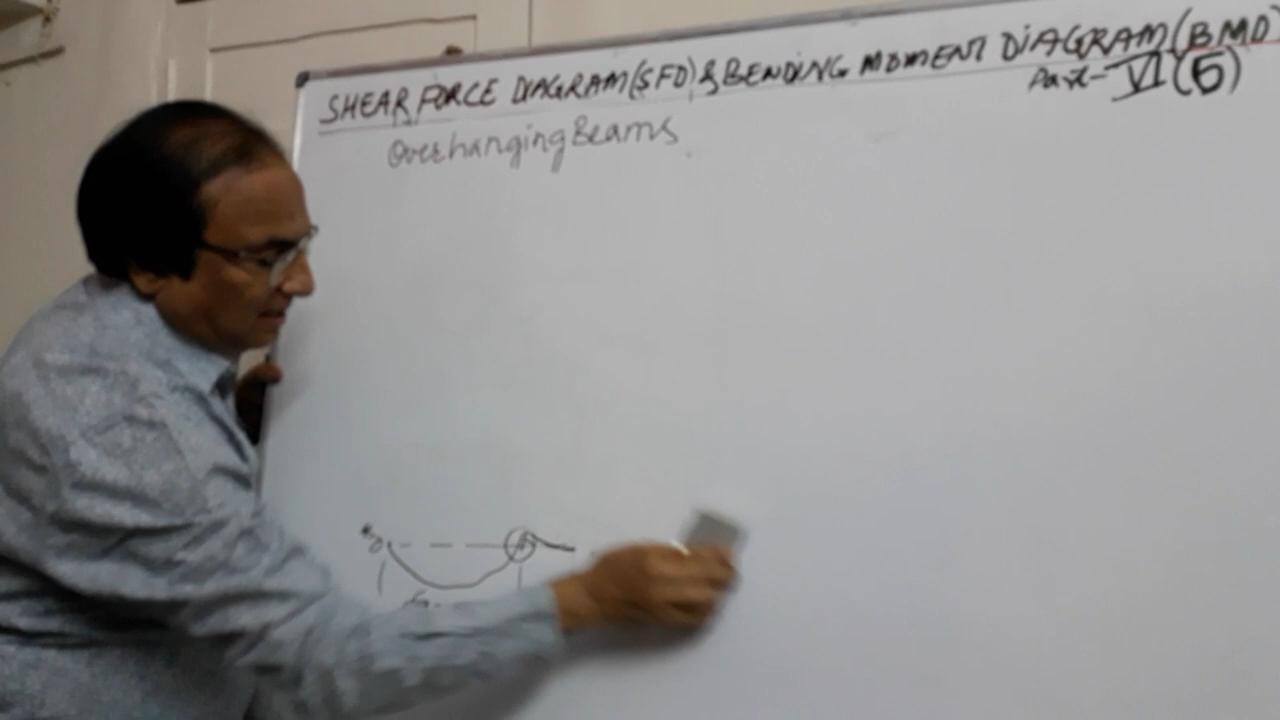 SHEAR FORCE DIAGRAM(SFD) & BENDING MOMENT DIAGRAM(BMD)
Part-VI(5)
Overhanging Beams